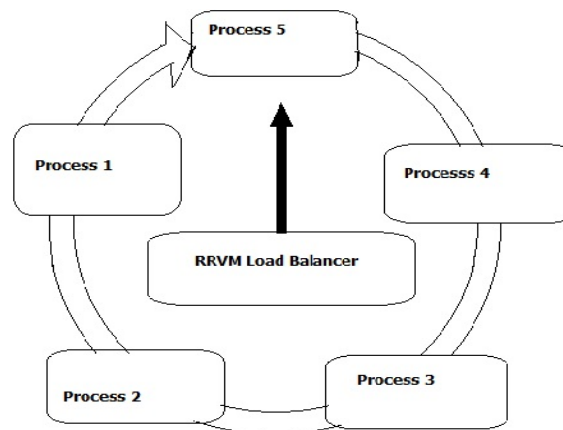 Process 5
Process 1
Processs 4
RRVM Load Balancer
Process 2
Process 3